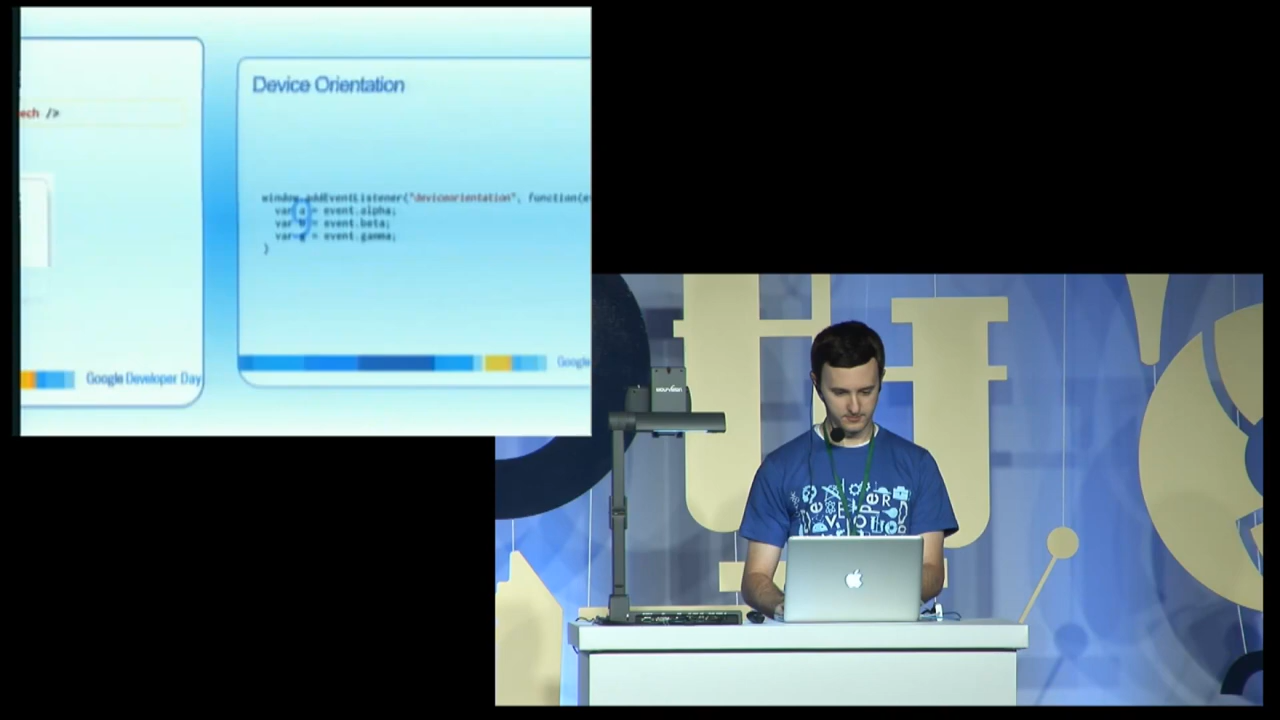 ech />
Google Developer Day
Device Orientation
window.addEventListener("deviceorientation", function(e
var a = event.alpha;
var b = event.beta;
var g = event.gamma;
}
Google
wolfvision